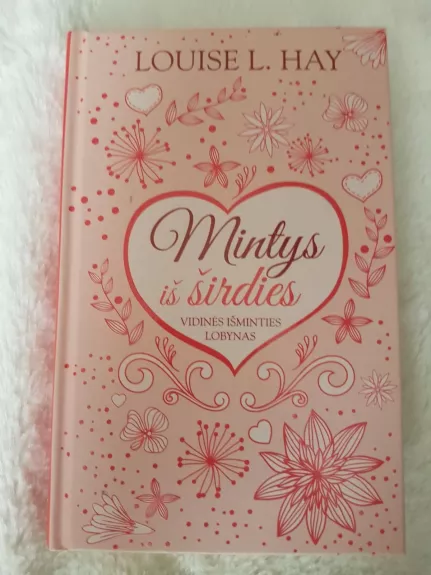 LOUISE L. HAY
Mintys
iš širdies
VIDINĖS IŠMINTIES
LOBYNAS